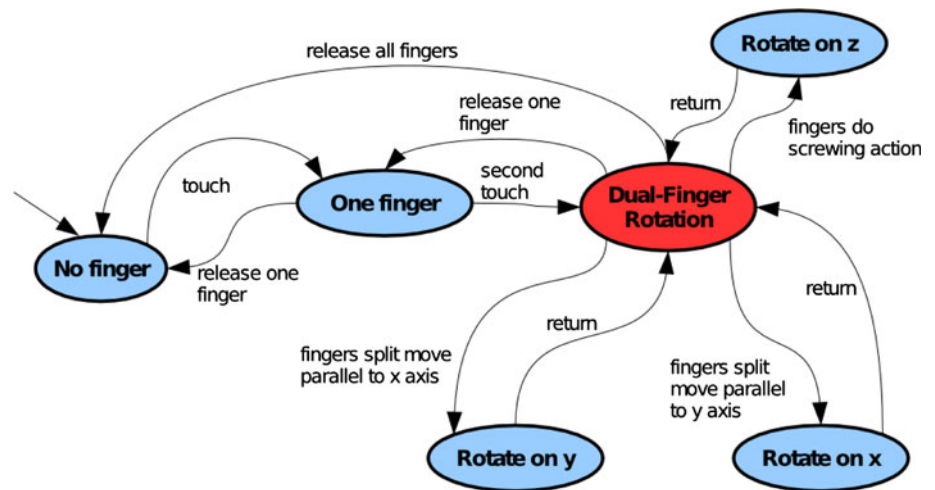 Rotate on z
release all fingers
release one
finger
return
fingers do
screwing action
touch
One finger
second
touch
Dual-Finger
Rotation
No finger
release one
finger
return
return
fingers split move
parallel to x axis
fingers split
move parallel
to y axis
Rotate on y
Rotate on x